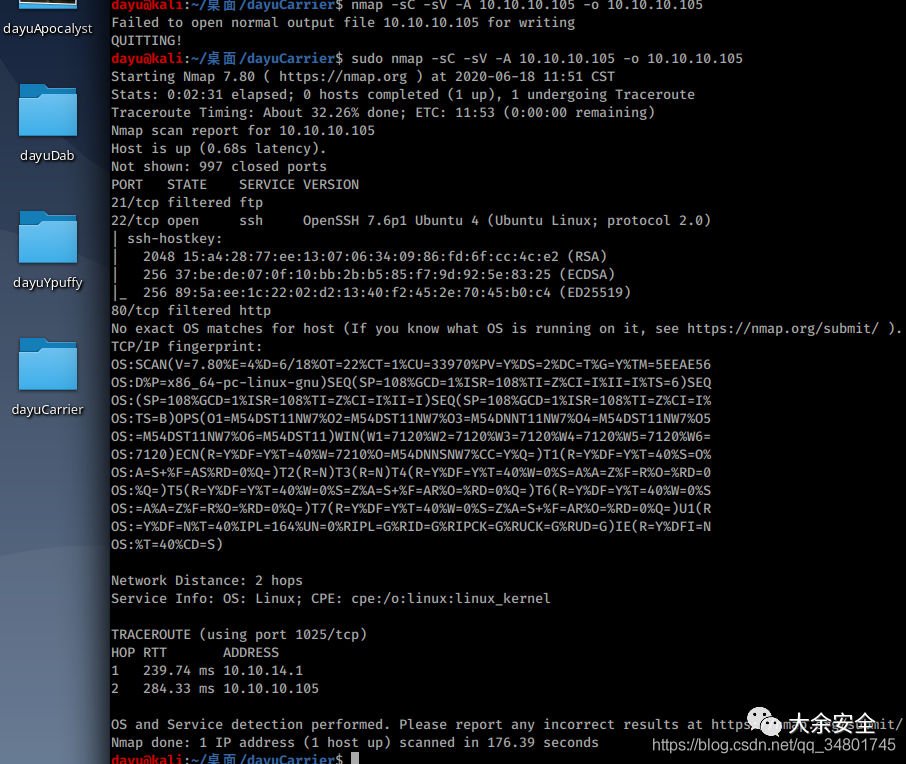 dayu@kali:~/桌面/dayuCarrier$ nmap -sC -sV -A 10.10.10.105 -o 10.10.10.105
Failed to open normal output file 10.10.10.105 for writing
QUITTING!
dayu@kali:~/桌面/dayuCarrier$ sudo nmap -sC -sV -A 10.10.10.105 -o 10.10.10.105
Starting Nmap 7.80 ( https://nmap.org ) at 2020-06-18 11:51 CST
Stats: 0:02:31 elapsed; 0 hosts completed (1 up), 1 undergoing Traceroute
Traceroute Timing: About 32.26% done; ETC: 11:53 (0:00:00 remaining)
Nmap scan report for 10.10.10.105
Host is up (0.68s latency).
Not shown: 997 closed ports
PORT   STATE    SERVICE VERSION
21/tcp filtered ftp
22/tcp open     ssh     OpenSSH 7.6p1 Ubuntu 4 (Ubuntu Linux; protocol 2.0)
| ssh-hostkey:
|   2048 15:a4:28:77:ee:13:07:06:34:09:86:fd:6f:cc:4c:e2 (RSA)
|   256 37:be:de:07:0f:10:bb:2b:b5:85:f7:9d:92:5e:83:25 (ECDSA)
|_  256 89:5a:ee:1c:22:02:d2:13:40:f2:45:2e:70:45:b0:c4 (ED25519)
80/tcp filtered http
No exact OS matches for host (If you know what OS is running on it, see https://nmap.org/submit/ ).
TCP/IP fingerprint:
OS:SCAN(V=7.80%E=4%D=6/18%OT=22%CT=1%CU=33970%PV=Y%DS=2%DC=T%G=Y%TM=5EEAE56
OS:D%P=x86_64-pc-linux-gnu)SEQ(SP=108%GCD=1%ISR=108%TI=Z%CI=I%II=I%TS=6)SEQ
OS:(SP=108%GCD=1%ISR=108%TI=Z%CI=I%II=I)SEQ(SP=108%GCD=1%ISR=108%TI=Z%CI=I%
OS:TS=B)OPS(O1=M54DST11NW7%O2=M54DST11NW7%O3=M54DNNT11NW7%O4=M54DST11NW7%O5
OS:=M54DST11NW7%O6=M54DST11)WIN(W1=7120%W2=7120%W3=7120%W4=7120%W5=7120%W6=
OS:7120)ECN(R=Y%DF=Y%T=40%W=7210%O=M54DNNSNW7%CC=Y%Q=)T1(R=Y%DF=Y%T=40%S=O%
OS:A=S+%F=AS%RD=0%Q=)T2(R=N)T3(R=N)T4(R=Y%DF=Y%T=40%W=0%S=A%A=Z%F=R%O=%RD=0
OS:%Q=)T5(R=Y%DF=Y%T=40%W=0%S=Z%A=S+%F=AR%O=%RD=0%Q=)T6(R=Y%DF=Y%T=40%W=0%S
OS:=A%A=Z%F=R%O=%RD=0%Q=)T7(R=Y%DF=Y%T=40%W=0%S=Z%A=S+%F=AR%O=%RD=0%Q=)U1(R
OS:=Y%DF=N%T=40%IPL=164%UN=0%RIPL=G%RID=G%RIPCK=G%RUCK=G%RUD=G)IE(R=Y%DFI=N
OS:%T=40%CD=S)
Network Distance: 2 hops
Service Info: OS: Linux; CPE: cpe:/o:linux:linux_kernel
TRACEROUTE (using port 1025/tcp)
HOP RTT       ADDRESS
1   239.74 ms 10.10.14.1
2   284.33 ms 10.10.10.105
OS and Service detection performed. Please report any incorrect results at https://nmap.org/submit/
Nmap done: 1 IP address (1 host up) scanned in 176.39 seconds
dayu@kali:~/桌面/dayuCarrier$
dayuApocalyst
dayuDab
dayuYpuffy
dayuCarrier
大余安全
https://blog.csdn.net/qq_34801745